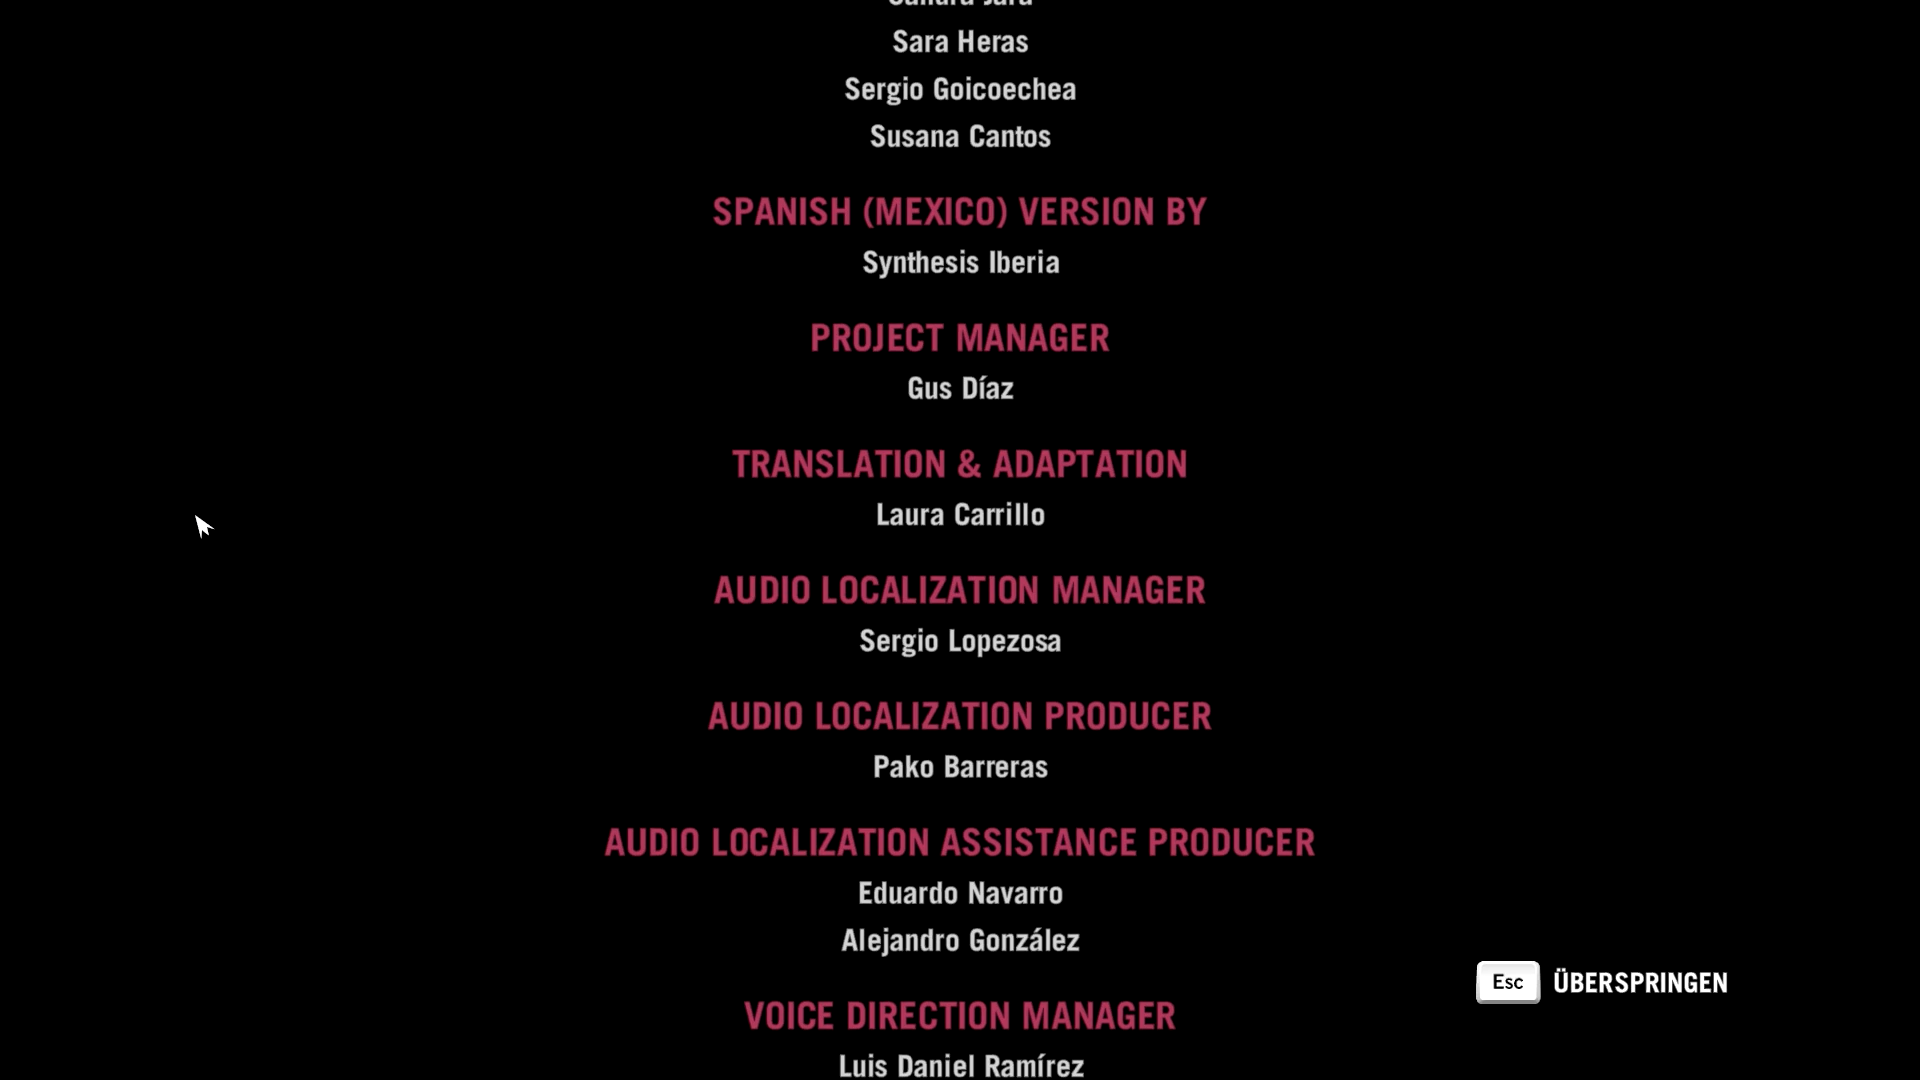 Sara Heras
Sergio Goicoechea
Susana Cantos
SPANISH (MEXICO) VERSION BY
Synthesis Iberia
PROJECT MANAGER
Gus Díaz
TRANSLATION & ADAPTATION
Laura Carrillo
AUDIO LOCALIZATION MANAGER
Sergio Lopezosa
AUDIO LOCALIZATION PRODUCER
Pako Barreras
AUDIO LOCALIZATION ASSISTANCE PRODUCER
Eduardo Navarro
Alejandro González
Esc ÜBERSPRINGEN
VOICE DIRECTION MANAGER
Luis Daniel Ramírez